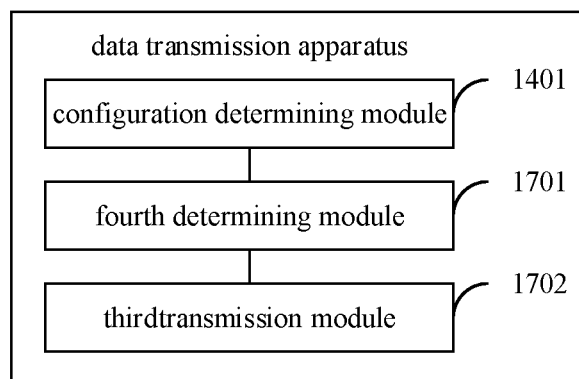 data transmission apparatus
1401
configuration determining module
1701
fourth determining module
1702
thirdtransmission module